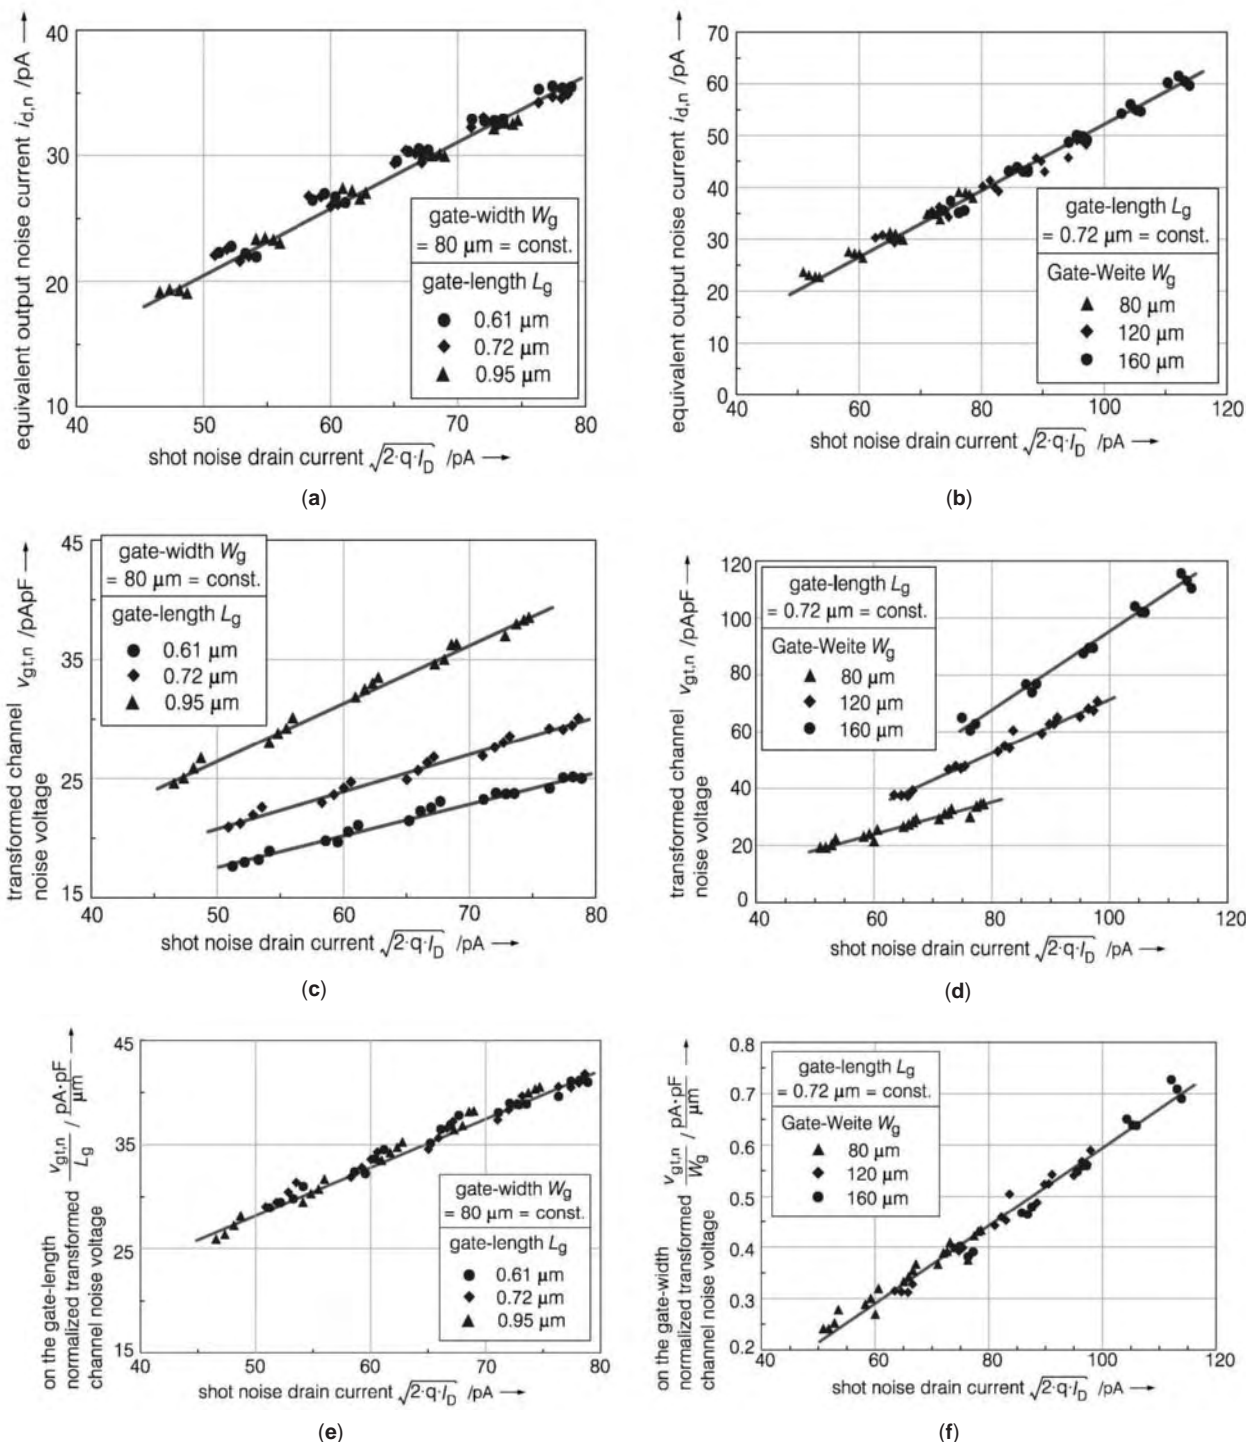 equivalent output noise current i_d,n /pA →
40
30
20
10
40 50 60 70 80
shot noise drain current √2·q·I_D /pA →
gate-width W_g
= 80 µm = const.
gate-length L_g
● 0.61 µm
◆ 0.72 µm
▲ 0.95 µm
(a)
equivalent output noise current i_d,n /pA →
70
60
50
40
30
20
10
0
40 60 80 100 120
shot noise drain current √2·q·I_D /pA →
gate-length L_g
= 0.72 µm = const.
Gate-Weite W_g
▲ 80 µm
◆ 120 µm
● 160 µm
(b)
transformed channel v_gt,n /pApF →
noise voltage
45
35
25
15
40 50 60 70 80
shot noise drain current √2·q·I_D /pA →
gate-width W_g
= 80 µm = const.
gate-length L_g
● 0.61 µm
◆ 0.72 µm
▲ 0.95 µm
(c)
transformed channel v_gt,n /pApF →
noise voltage
120
100
80
60
40
20
0
40 60 80 100 120
shot noise drain current √2·q·I_D /pA →
gate-length L_g
= 0.72 µm = const.
Gate-Weite W_g
▲ 80 µm
◆ 120 µm
● 160 µm
(d)
on the gate-length
normalized transformed v_gt,n/L_g / pA·pF/µm →
channel noise voltage
45
35
25
15
40 50 60 70 80
shot noise drain current √2·q·I_D /pA →
gate-width W_g
= 80 µm = const.
gate-length L_g
● 0.61 µm
◆ 0.72 µm
▲ 0.95 µm
(e)
on the gate-width
normalized transformed v_gt,n/W_g / pA·pF/µm →
channel noise voltage
0.8
0.7
0.6
0.5
0.4
0.3
0.2
40 60 80 100 120
shot noise drain current √2·q·I_D /pA →
gate-length L_g
= 0.72 µm = const.
Gate-Weite W_g
▲ 80 µm
◆ 120 µm
● 160 µm
(f)